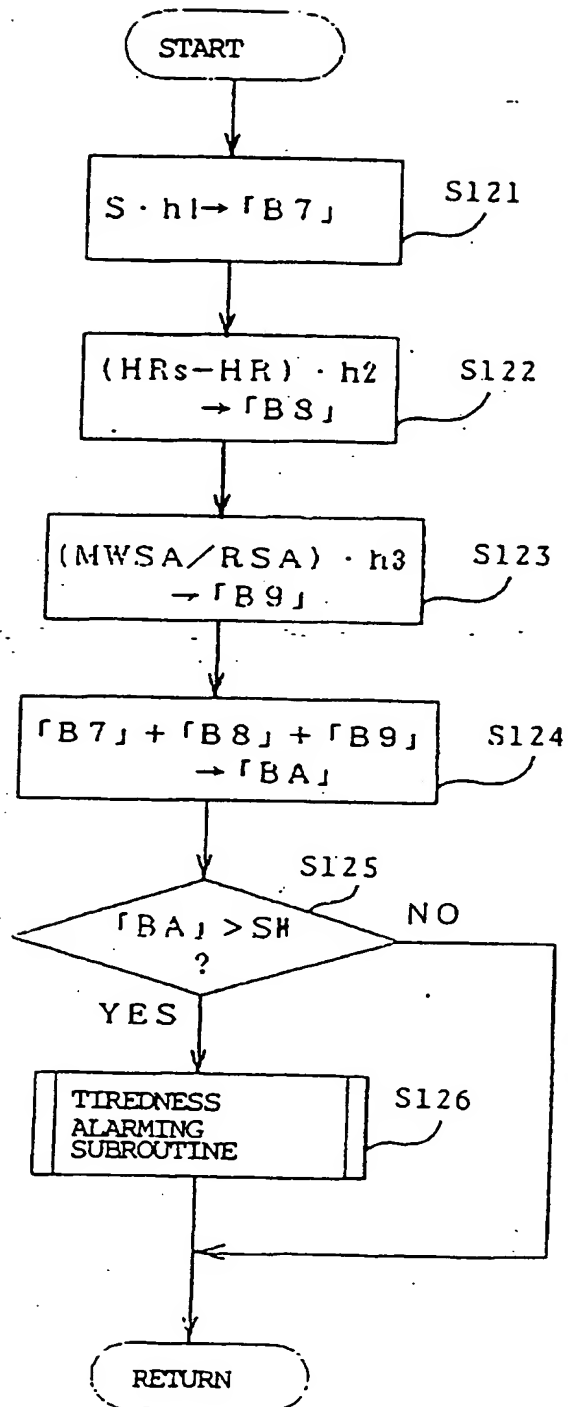 START
S・h1→「B7」
S121
(HRs-HR)・h2
→「B8」
S122
(MWSA/RSA)・h3
→「B9」
S123
「B7」+「B8」+「B9」
→「BA」
S124
S125
「BA」>SH
?
NO
YES
TIREDNESS
ALARMING
SUBROUTINE
S126
RETURN